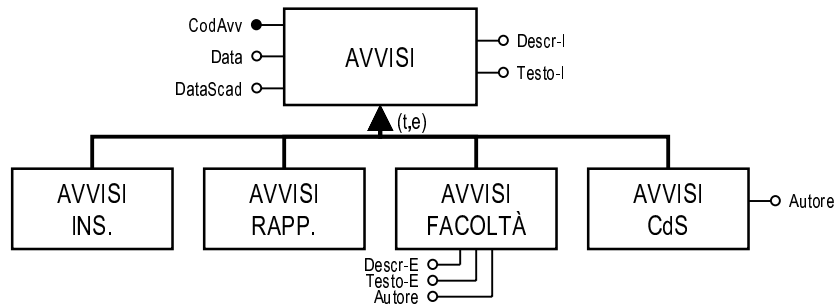 CodAvv
Data
DataScad
AVVISI
Descr-I
Testo-I
(t,e)
AVVISI
INS.
AVVISI
RAPP.
AVVISI
FACOLTÀ
AVVISI
CdS
Autore
Descr-E
Testo-E
Autore